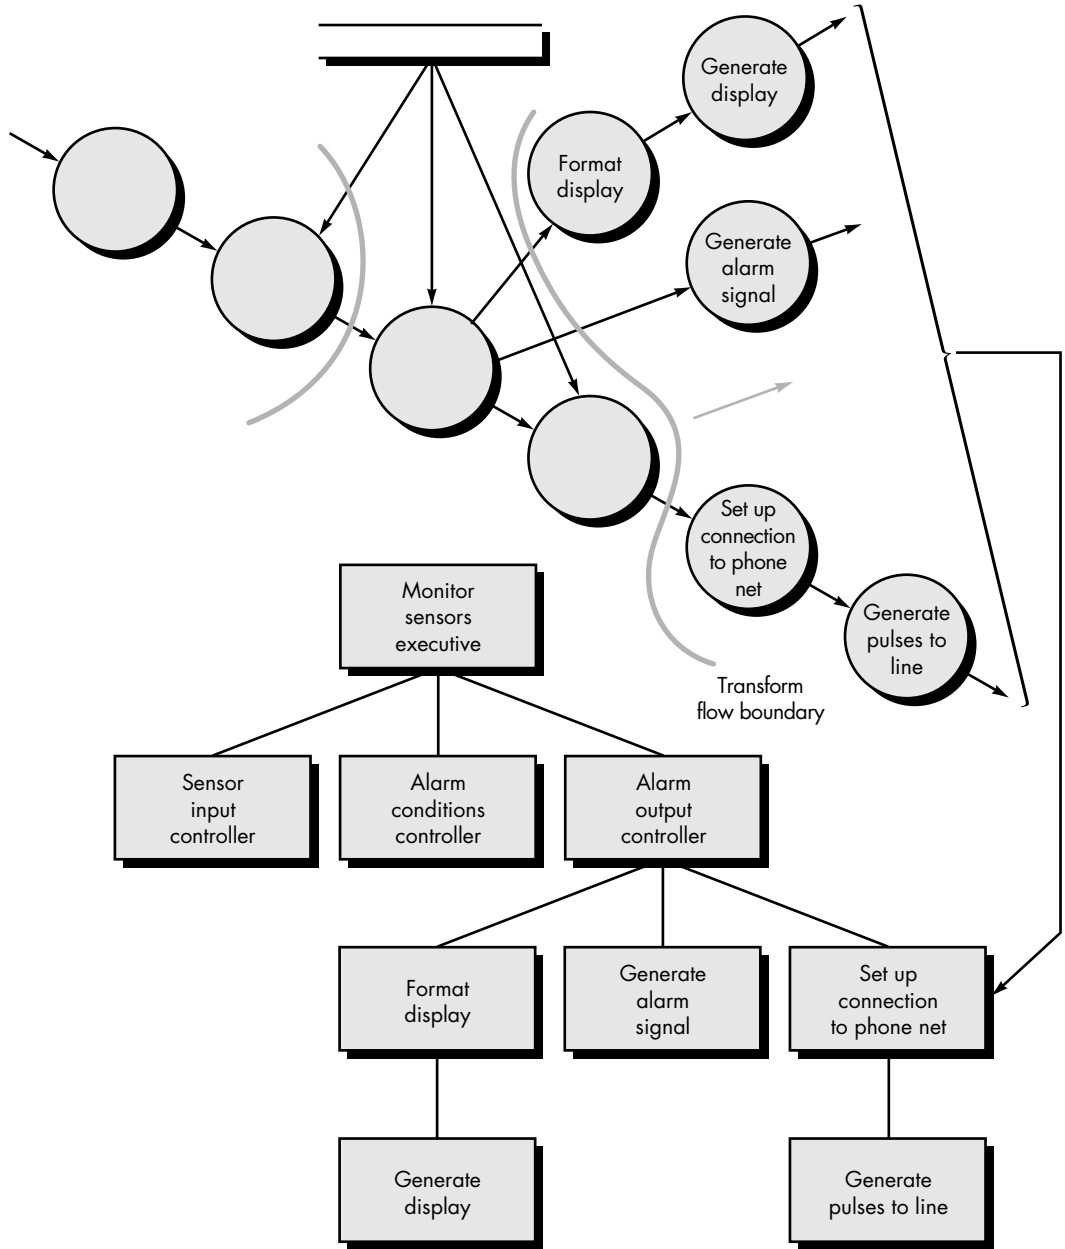 Generate
display
Format
display
Generate
alarm
signal
Set up
connection
to phone
net
Generate
pulses to
line
Transform
flow boundary
Monitor
sensors
executive
Sensor
input
controller
Alarm
conditions
controller
Alarm
output
controller
Format
display
Generate
alarm
signal
Set up
connection
to phone net
Generate
display
Generate
pulses to line